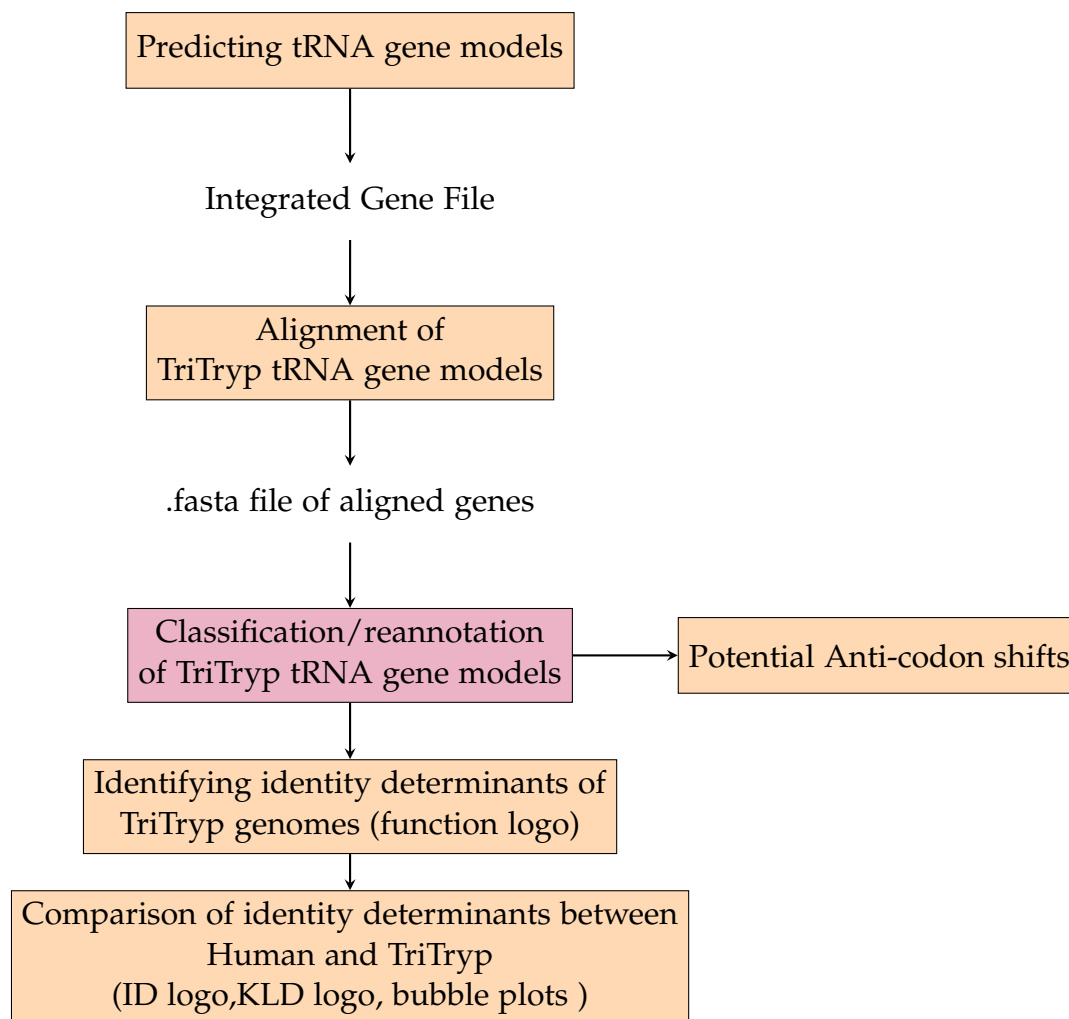 Predicting tRNA gene models
Integrated Gene File
Alignment of
TriTryp tRNA gene models
.fasta file of aligned genes
Classification/reannotation
of TriTryp tRNA gene models
Potential Anti-codon shifts
Identifying identity determinants of
TriTryp genomes (function logo)
Comparison of identity determinants between
Human and TriTryp
(ID logo,KLD logo, bubble plots )